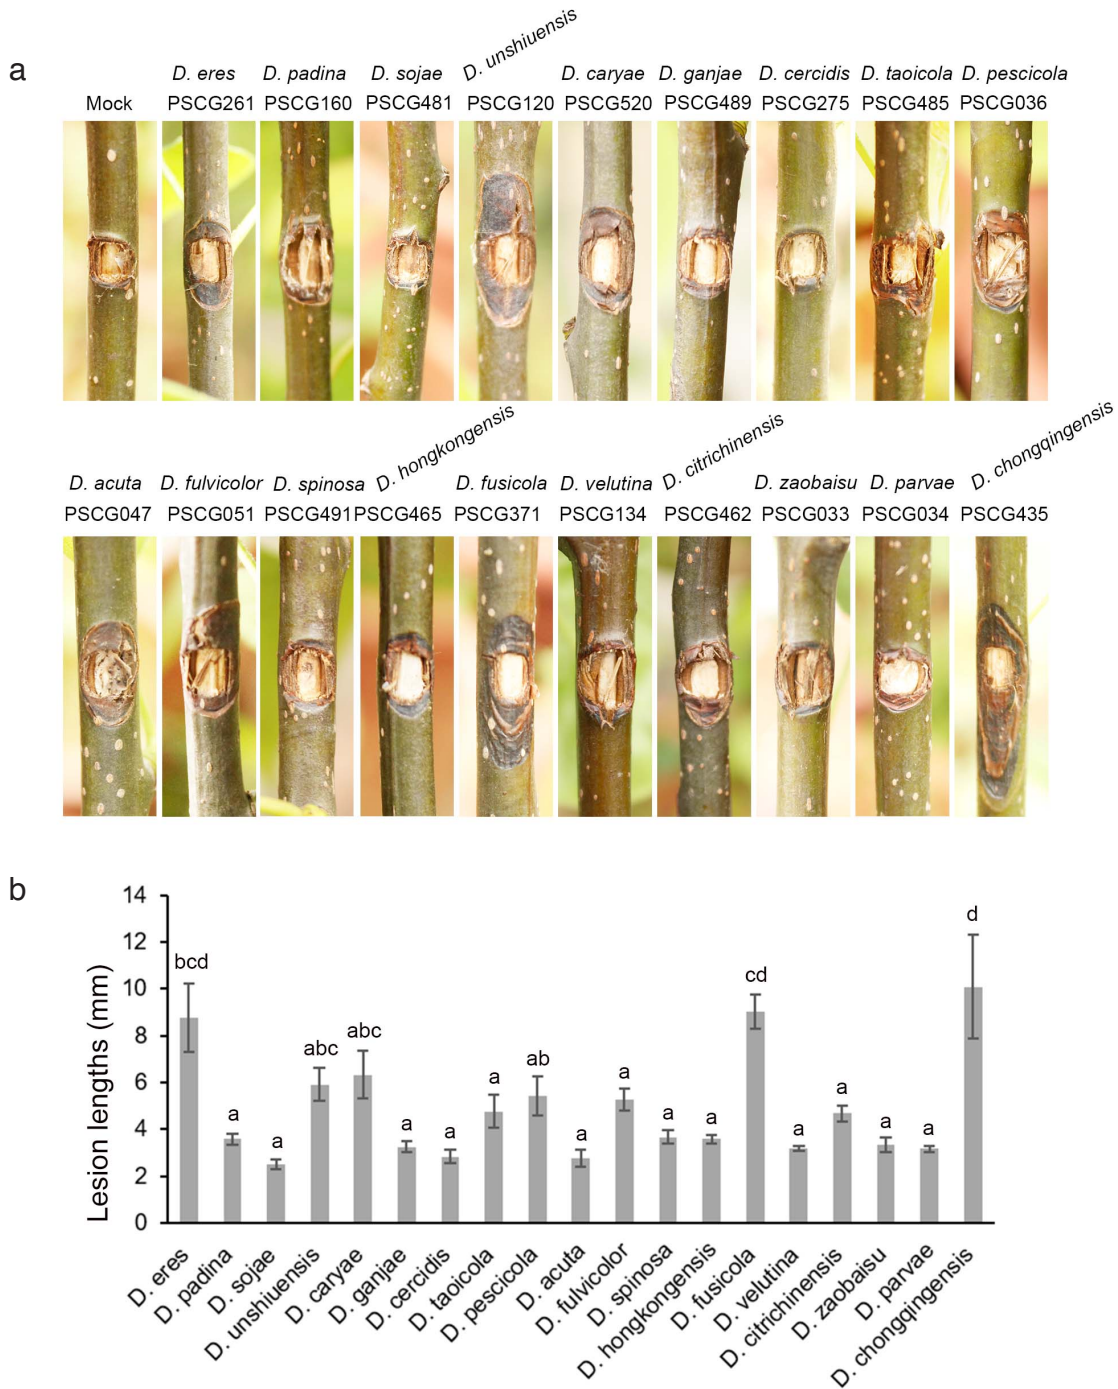 a
D. eres D. padina D. sojae D. unshiuensis D. caryae D. ganjae D. cercidis D. taoicola D. pescicola
Mock PSCG261 PSCG160 PSCG481 PSCG120 PSCG520 PSCG489 PSCG275 PSCG485 PSCG036
D. acuta D. fulvicolor D. spinosa D. hongkongensis D. fusicola D. velutina D. citrichinensis D. zaobaisu D. parvae D. chongqingensis
PSCG047 PSCG051 PSCG491 PSCG465 PSCG371 PSCG134 PSCG462 PSCG033 PSCG034 PSCG435
b
Lesion lengths (mm)
14
12
10
8
6
4
2
0
bcd a a abc abc a a a ab a a a a cd a a a a d
D. eres
D. padina
D. sojae
D. unshiuensis
D. caryae
D. ganjae
D. cercidis
D. taoicola
D. pescicola
D. acuta
D. fulvicolor
D. spinosa
D. hongkongensis
D. fusicola
D. velutina
D. citrichinensis
D. zaobaisu
D. parvae
D. chongqingensis